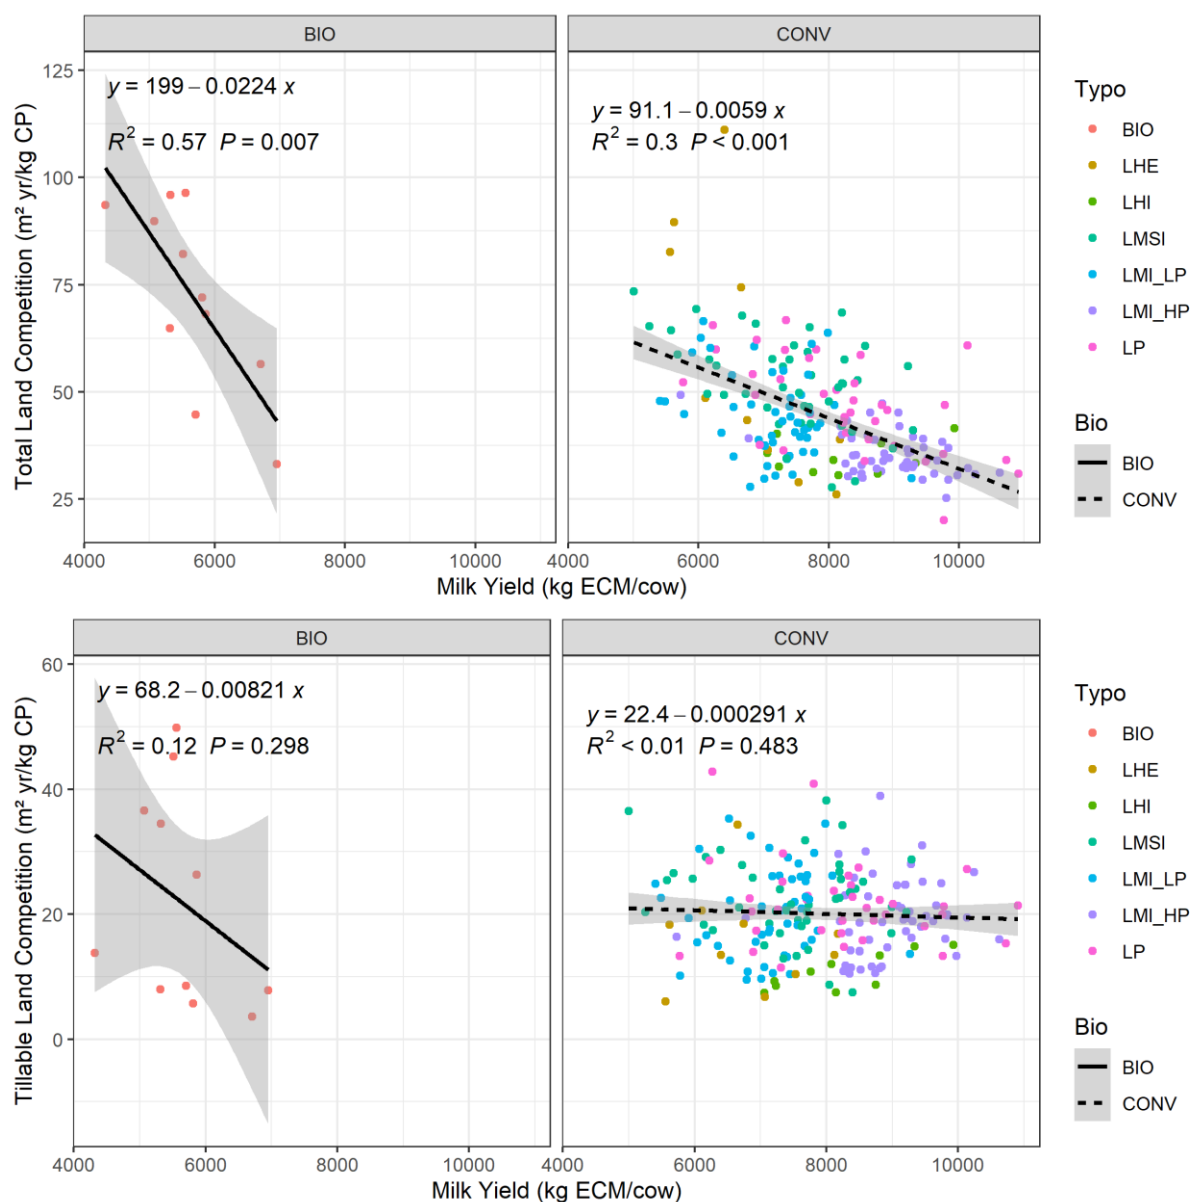 BIO
CONV
y = 199 – 0.0224 x
R² = 0.57 P = 0.007
y = 91.1 – 0.0059 x
R² = 0.3 P < 0.001
125
100
75
50
25
Total Land Competition (m² yr/kg CP)
4000 6000 8000 10000
4000 6000 8000 10000
Milk Yield (kg ECM/cow)
Typo
BIO
LHE
LHI
LMSI
LMI_LP
LMI_HP
LP
Bio
BIO
CONV
BIO
CONV
y = 68.2 – 0.00821 x
R² = 0.12 P = 0.298
y = 22.4 – 0.000291 x
R² < 0.01 P = 0.483
60
40
20
0
Tillable Land Competition (m² yr/kg CP)
4000 6000 8000 10000
4000 6000 8000 10000
Milk Yield (kg ECM/cow)
Typo
BIO
LHE
LHI
LMSI
LMI_LP
LMI_HP
LP
Bio
BIO
CONV